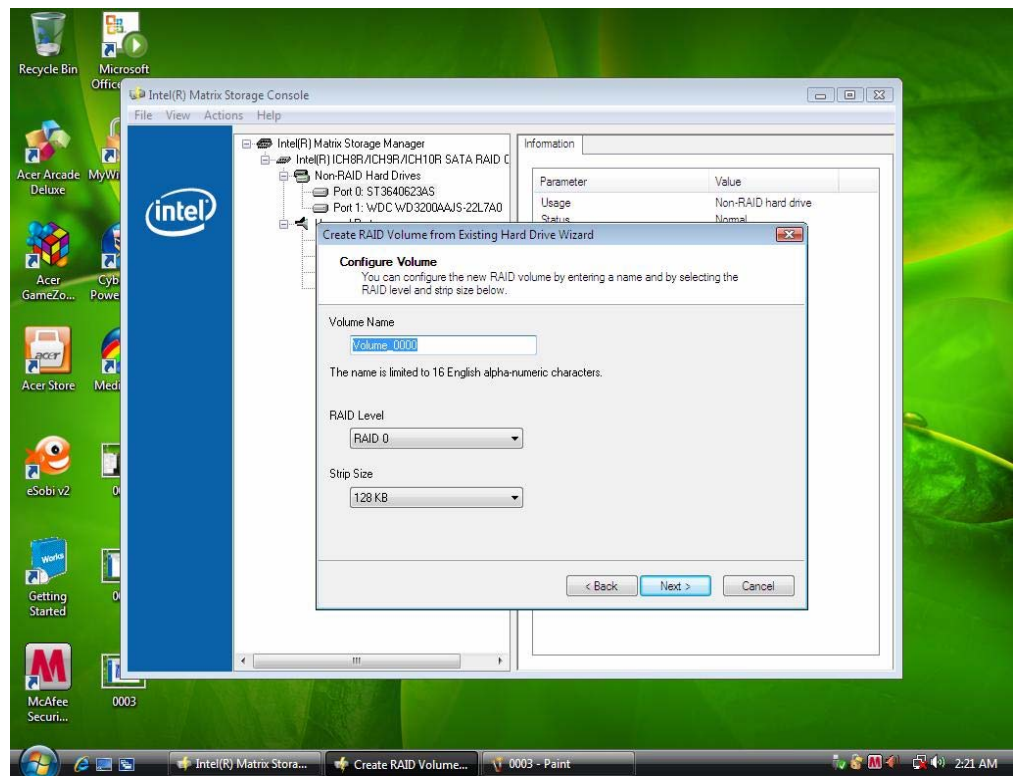 Recycle Bin
Microsoft
Office
Intel(R) Matrix Storage Console
File View Actions Help
Intel(R) Matrix Storage Manager
Intel(R) ICH8R/ICH9R/ICH10R SATA RAID C
Non-RAID Hard Drives
Port 0: ST3640623AS
Port 1: WDC WD3200AAJS-22L7A0
Information
Parameter Value
Usage Non-RAID hard drive
Status Normal
intel
Acer Arcade
Deluxe
MyWi
Acer
GameZo...
Cyb
Powe
acer
Acer Store
Medi
eSobi v2
Works
Getting
Started
McAfee
Securi...
0003
Create RAID Volume from Existing Hard Drive Wizard
Configure Volume
You can configure the new RAID volume by entering a name and by selecting the
RAID level and strip size below.
Volume Name
Volume_0000
The name is limited to 16 English alpha-numeric characters.
RAID Level
RAID 0
Strip Size
128 KB
< Back Next > Cancel
Intel(R) Matrix Stora... Create RAID Volume... 0003 - Paint 2:21 AM